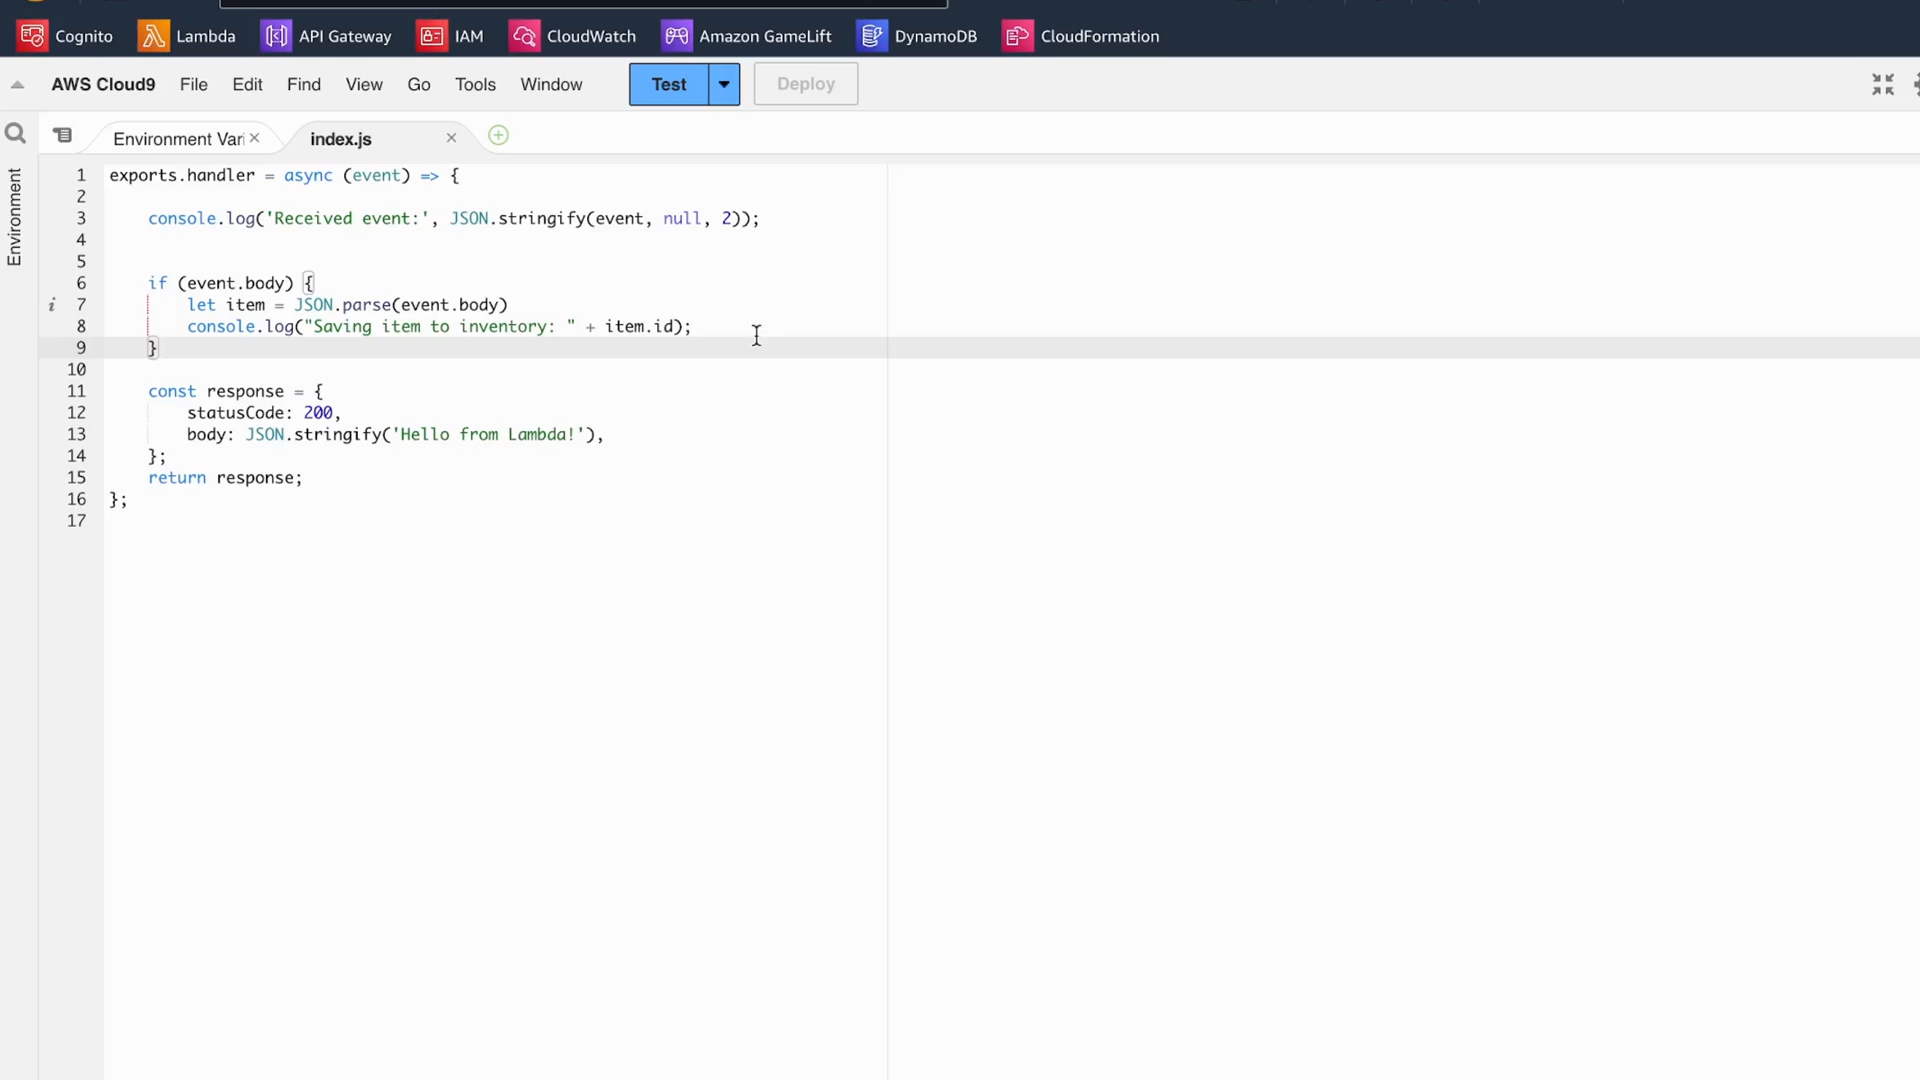 Cognito Lambda API Gateway IAM CloudWatch Amazon GameLift DynamoDB CloudFormation
AWS Cloud9 File Edit Find View Go Tools Window Test Deploy
Environment Vari index.js
Environment
1 exports.handler = async (event) => {
2
3     console.log('Received event:', JSON.stringify(event, null, 2));
4
5
6     if (event.body) {
i 7         let item = JSON.parse(event.body)
8         console.log("Saving item to inventory: " + item.id);
9     }
10
11     const response = {
12         statusCode: 200,
13         body: JSON.stringify('Hello from Lambda!'),
14     };
15     return response;
16 };
17